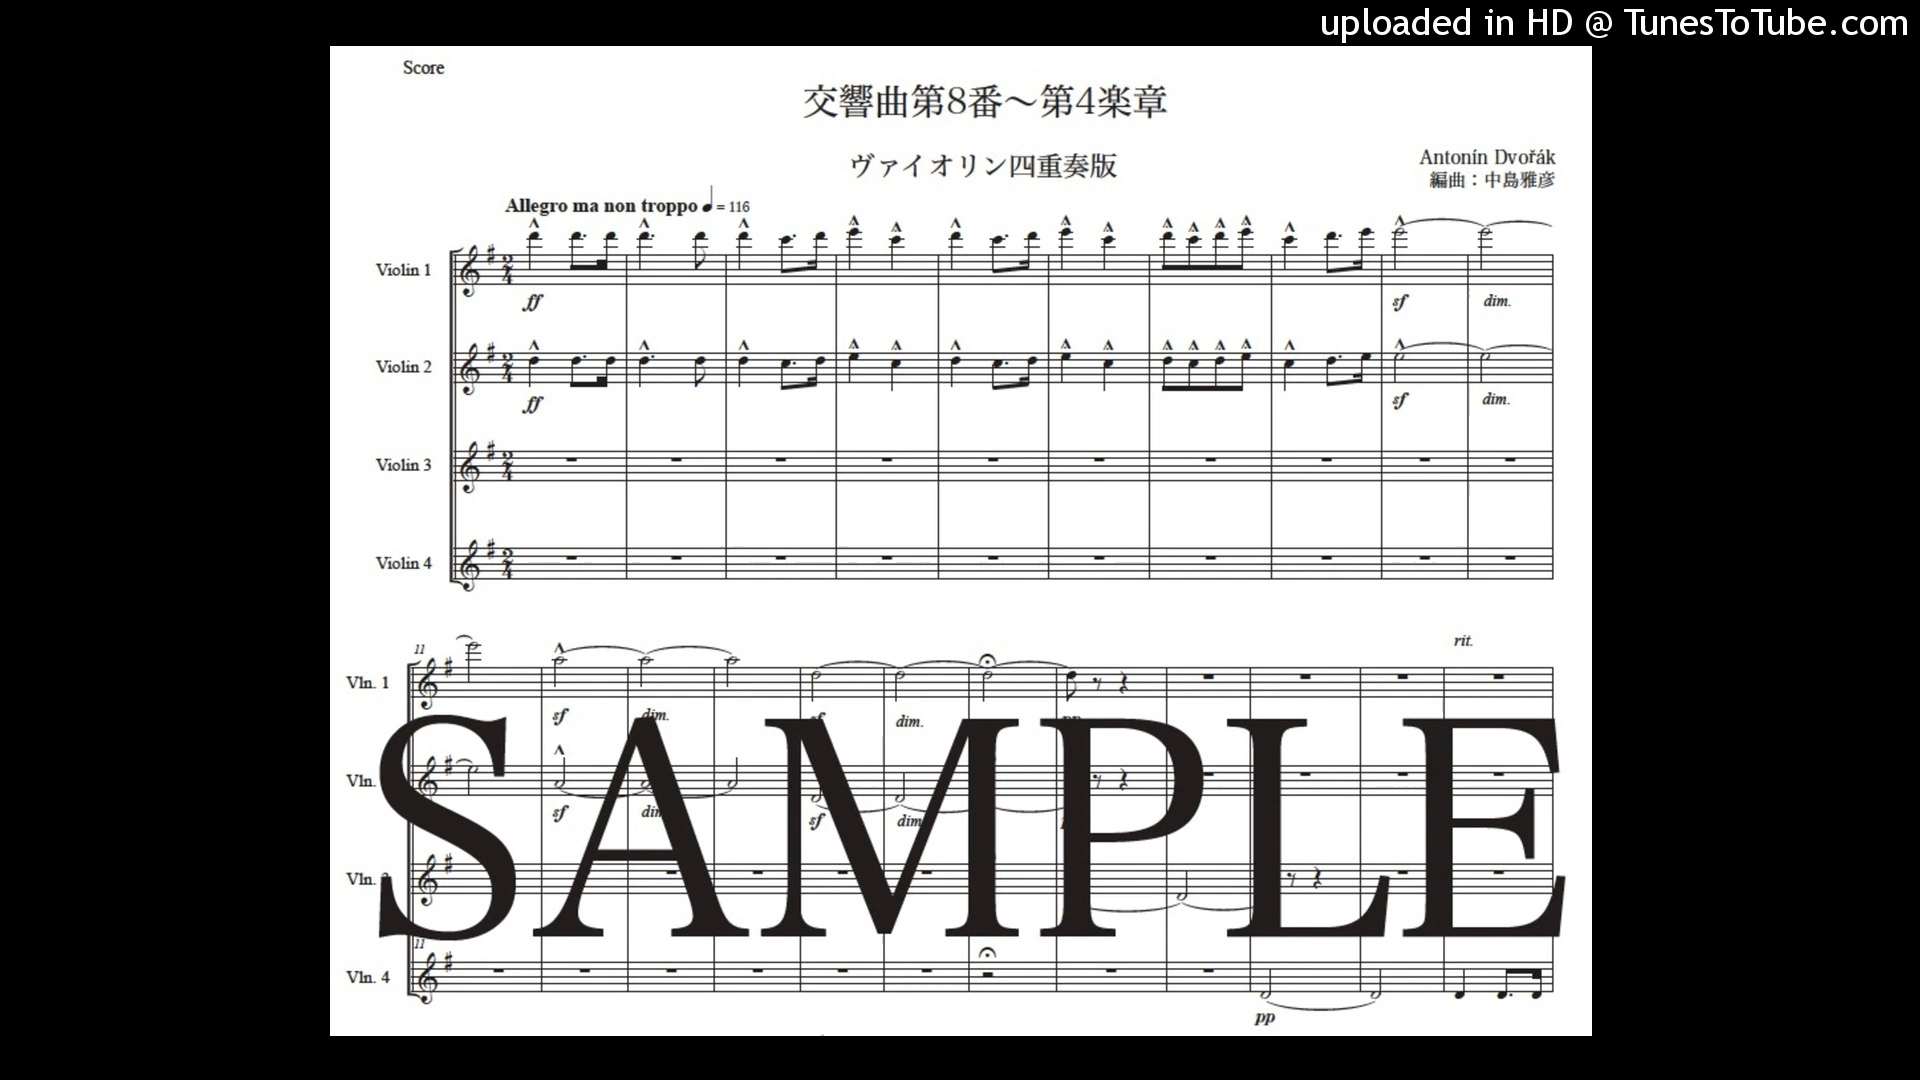 uploaded in HD @ TunesToTube.com
Score
交響曲第8番～第4楽章
ヴァイオリン四重奏版
Antonín Dvořák
編曲：中島雅彦
Allegro ma non troppo ♩ = 116
Violin 1
ff
sf
dim.
Violin 2
ff
sf
dim.
Violin 3
Violin 4
rit.
11
Vln. 1
sf
dim.
sf
dim.
pp
SAMPLE
Vln.
sf
dim
sf
dim.
Vln.
11
Vln. 4
pp